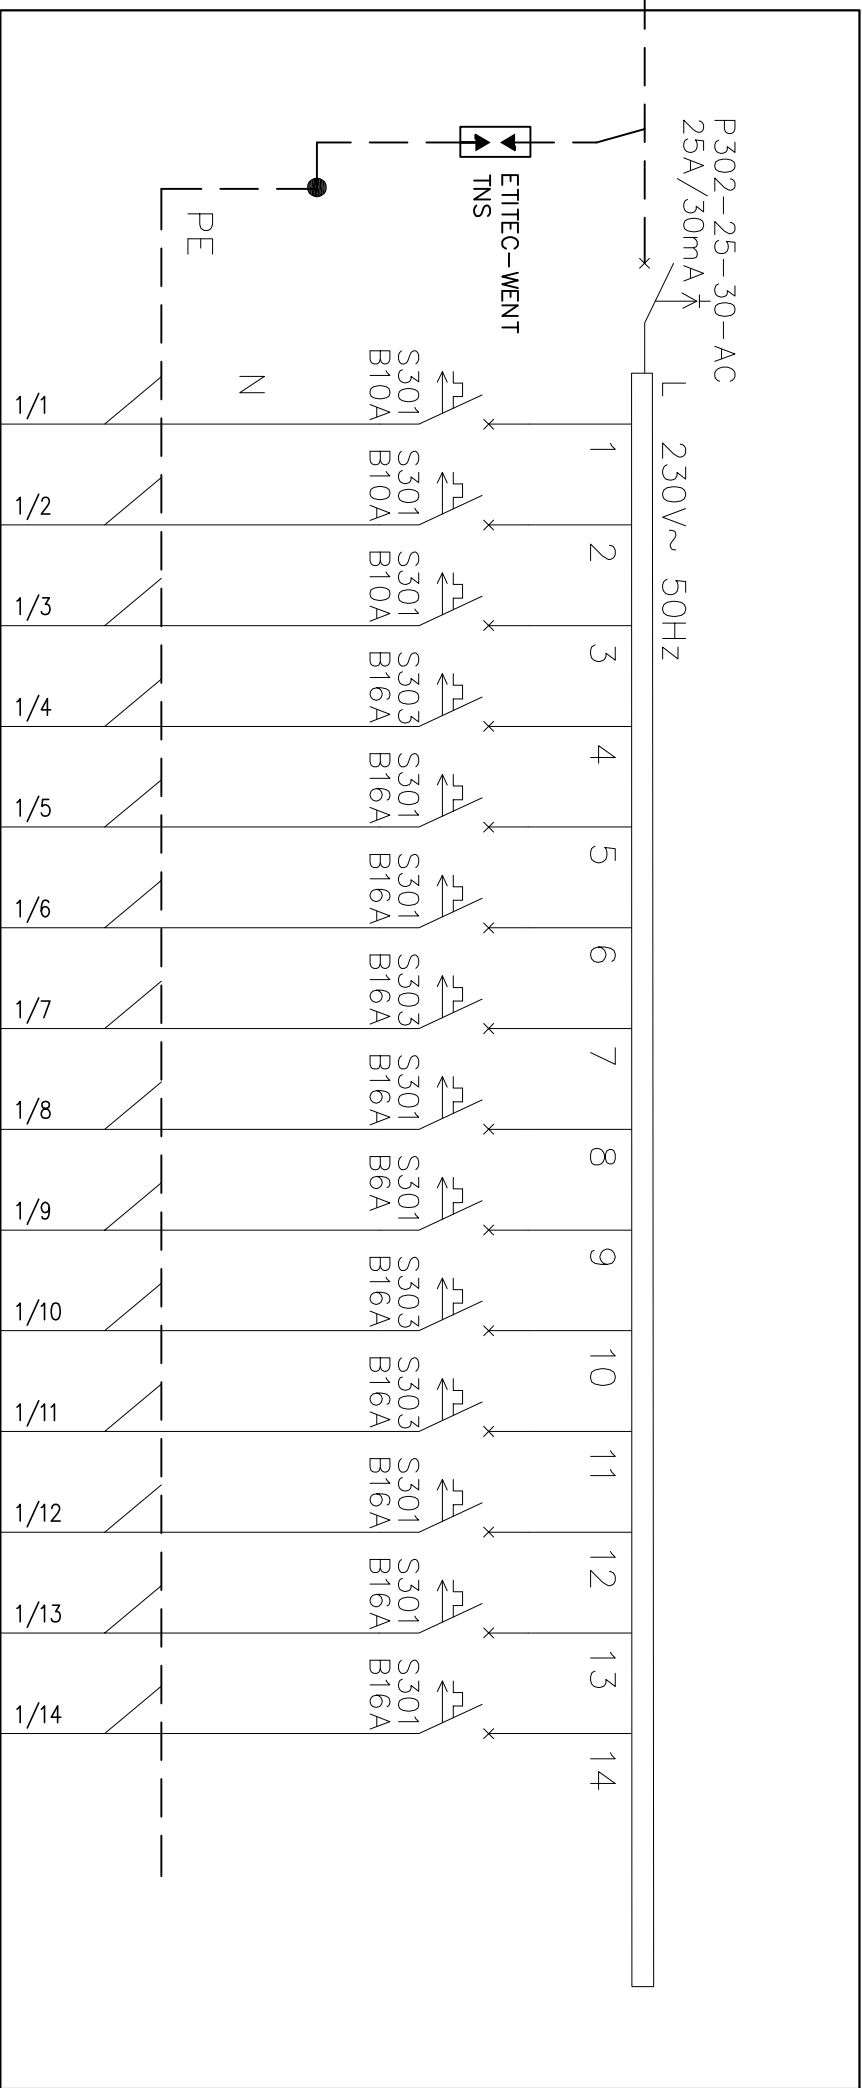 P302-25-30-AC
25A/30mA
ETITEC-WENT
TNS
PE
N
L 230V~ 50Hz
1
S301
B10A
1/1
2
S301
B10A
1/2
3
S301
B10A
1/3
4
S303
B16A
1/4
5
S301
B16A
1/5
6
S301
B16A
1/6
7
S303
B16A
1/7
8
S301
B16A
1/8
9
S301
B6A
1/9
10
S303
B16A
1/10
11
S303
B16A
1/11
12
S301
B16A
1/12
13
S301
B16A
1/13
14
S301
B16A
1/14